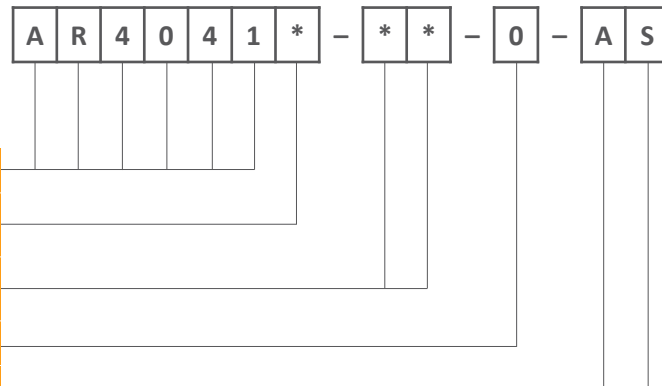 A R 4 0 4 1 * – * * – 0 – A S